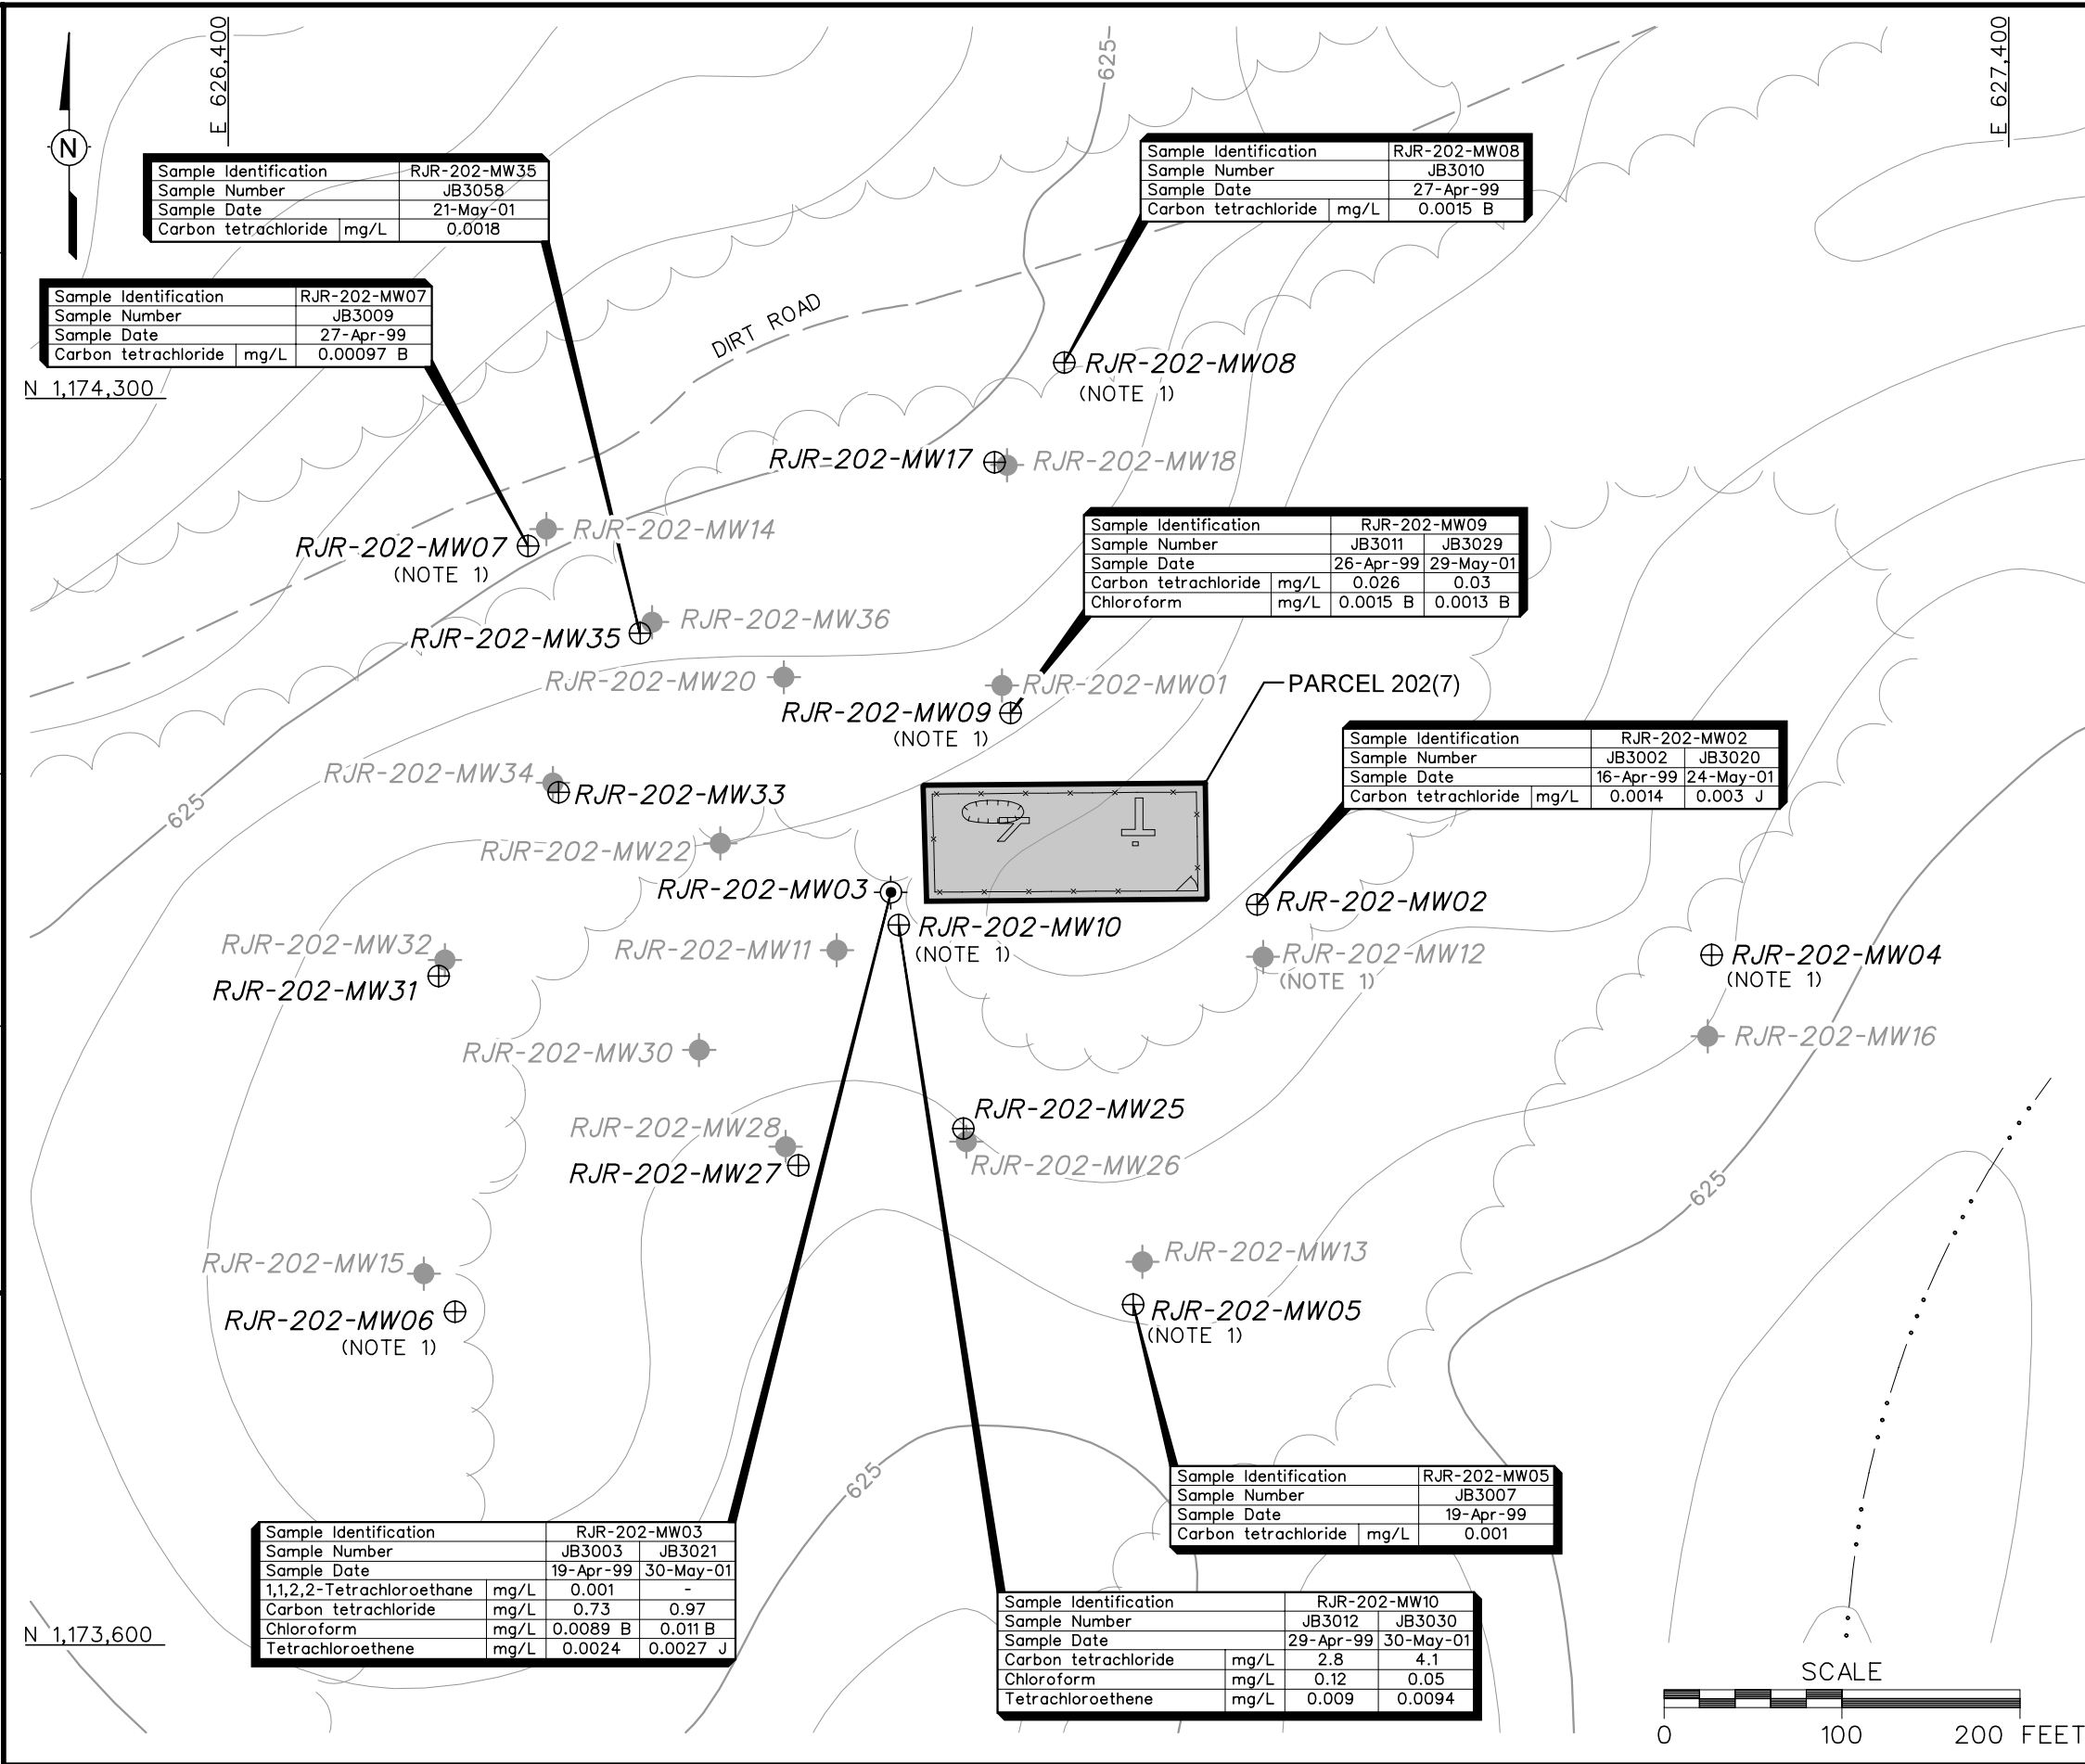 E 626,400
625
E 627,400
N
Sample Identification RJR-202-MW35
Sample Number JB3058
Sample Date 21-May-01
Carbon tetrachloride mg/L 0.0018
Sample Identification RJR-202-MW08
Sample Number JB3010
Sample Date 27-Apr-99
Carbon tetrachloride mg/L 0.0015 B
Sample Identification RJR-202-MW07
Sample Number JB3009
Sample Date 27-Apr-99
Carbon tetrachloride mg/L 0.00097 B
N 1,174,300
DIRT ROAD
RJR-202-MW08
(NOTE 1)
RJR-202-MW17
RJR-202-MW18
RJR-202-MW14
RJR-202-MW07
(NOTE 1)
Sample Identification RJR-202-MW09
Sample Number JB3011 JB3029
Sample Date 26-Apr-99 29-May-01
Carbon tetrachloride mg/L 0.026 0.03
Chloroform mg/L 0.0015 B 0.0013 B
RJR-202-MW36
RJR-202-MW35
RJR-202-MW20
RJR-202-MW01
PARCEL 202(7)
RJR-202-MW09
(NOTE 1)
Sample Identification RJR-202-MW02
Sample Number JB3002 JB3020
Sample Date 16-Apr-99 24-May-01
Carbon tetrachloride mg/L 0.0014 0.003 J
RJR-202-MW34
RJR-202-MW33
625
RJR-202-MW22
RJR-202-MW03
RJR-202-MW02
RJR-202-MW10
(NOTE 1)
RJR-202-MW32
RJR-202-MW11
RJR-202-MW12
(NOTE 1)
RJR-202-MW04
(NOTE 1)
RJR-202-MW31
RJR-202-MW30
RJR-202-MW16
RJR-202-MW25
RJR-202-MW28
RJR-202-MW26
RJR-202-MW27
625
RJR-202-MW15
RJR-202-MW13
RJR-202-MW06
(NOTE 1)
RJR-202-MW05
(NOTE 1)
625
Sample Identification RJR-202-MW05
Sample Number JB3007
Sample Date 19-Apr-99
Carbon tetrachloride mg/L 0.001
Sample Identification RJR-202-MW03
Sample Number JB3003 JB3021
Sample Date 19-Apr-99 30-May-01
1,1,2,2-Tetrachloroethane mg/L 0.001 -
Carbon tetrachloride mg/L 0.73 0.97
Chloroform mg/L 0.0089 B 0.011 B
Tetrachloroethene mg/L 0.0024 0.0027 J
Sample Identification RJR-202-MW10
Sample Number JB3012 JB3030
Sample Date 29-Apr-99 30-May-01
Carbon tetrachloride mg/L 2.8 4.1
Chloroform mg/L 0.12 0.05
Tetrachloroethene mg/L 0.009 0.0094
N 1,173,600
SCALE
0 100 200 FEET